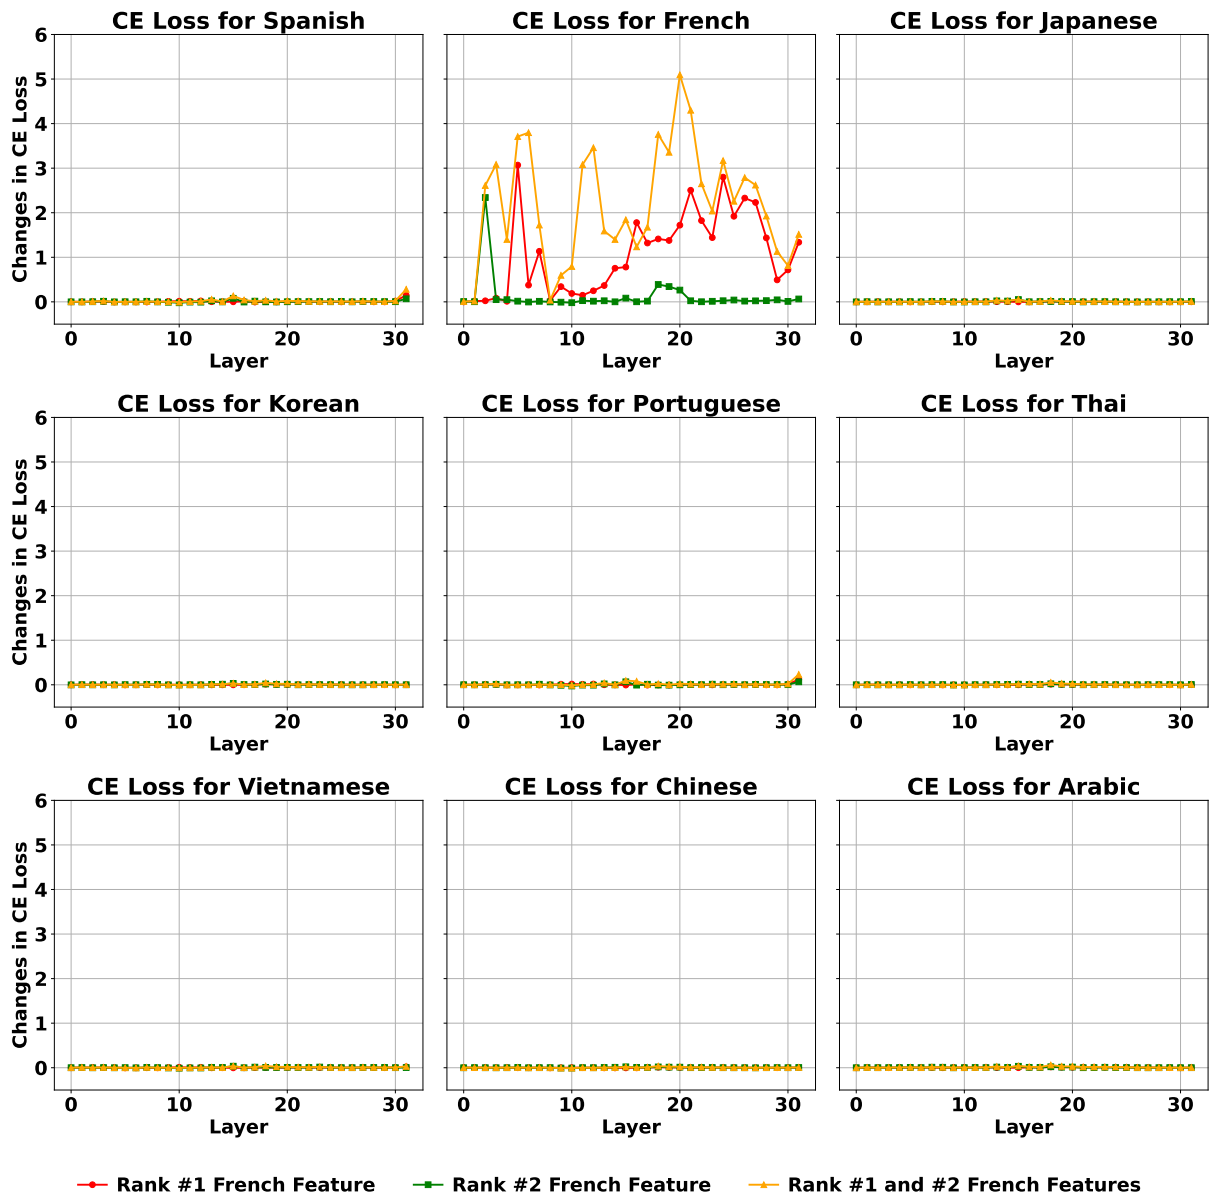 CE Loss for Spanish
CE Loss for French
CE Loss for Japanese
Changes in CE Loss
6
5
4
3
2
1
0
0 10 20 30
0 10 20 30
0 10 20 30
Layer
Layer
Layer
CE Loss for Korean
CE Loss for Portuguese
CE Loss for Thai
Changes in CE Loss
6
5
4
3
2
1
0
0 10 20 30
0 10 20 30
0 10 20 30
Layer
Layer
Layer
CE Loss for Vietnamese
CE Loss for Chinese
CE Loss for Arabic
Changes in CE Loss
6
5
4
3
2
1
0
0 10 20 30
0 10 20 30
0 10 20 30
Layer
Layer
Layer
Rank #1 French Feature
Rank #2 French Feature
Rank #1 and #2 French Features